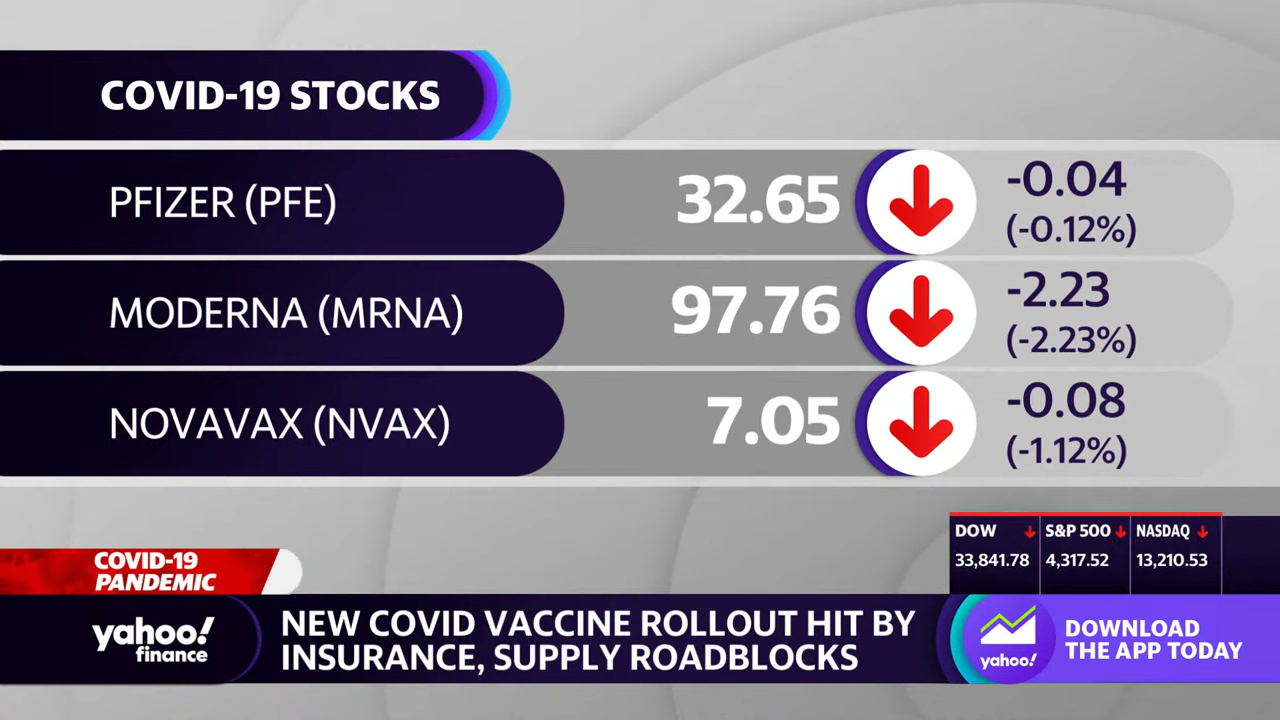 COVID-19 STOCKS
PFIZER (PFE) 32.65 -0.04
(-0.12%)
MODERNA (MRNA) 97.76 -2.23
(-2.23%)
NOVAVAX (NVAX) 7.05 -0.08
(-1.12%)
DOW S&P 500 NASDAQ
33,841.78 4,317.52 13,210.53
COVID-19
PANDEMIC
yahoo!
finance
NEW COVID VACCINE ROLLOUT HIT BY
INSURANCE, SUPPLY ROADBLOCKS
yahoo!
DOWNLOAD
THE APP TODAY